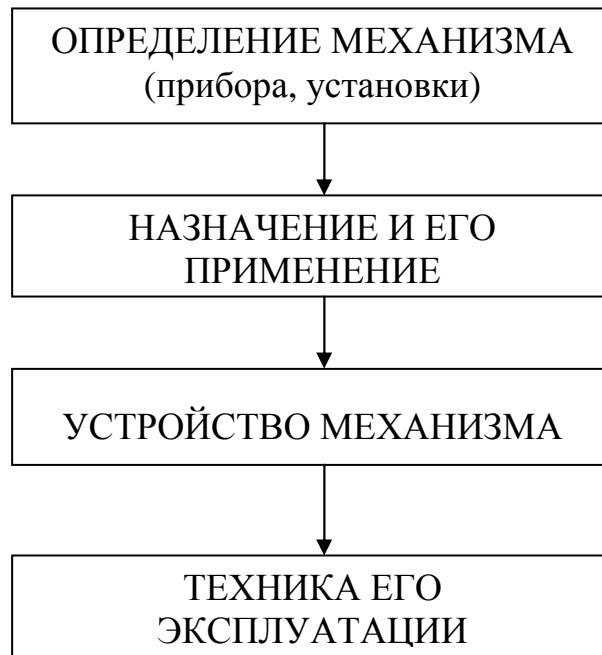 ОПРЕДЕЛЕНИЕ МЕХАНИЗМА
(прибора, установки)
НАЗНАЧЕНИЕ И ЕГО
ПРИМЕНЕНИЕ
УСТРОЙСТВО МЕХАНИЗМА
ТЕХНИКА ЕГО
ЭКСПЛУАТАЦИИ